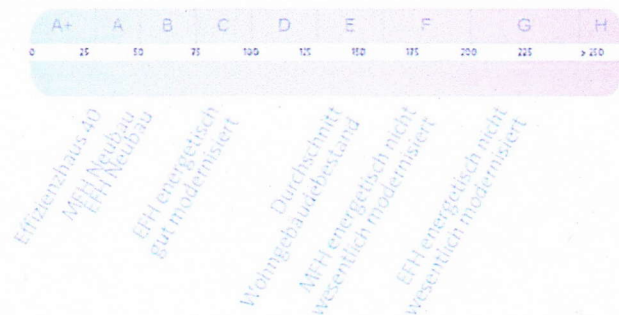 A+ A B C D E F G H
0 25 50 75 100 125 150 175 200 225 >250
Effizienzhaus 40
MFH Neubau
EFH Neubau
EFH energetisch
gut modernisiert
Durchschnitt
Wohngebäudebestand
MFH energetisch nicht
wesentlich modernisiert
EFH energetisch nicht
wesentlich modernisiert